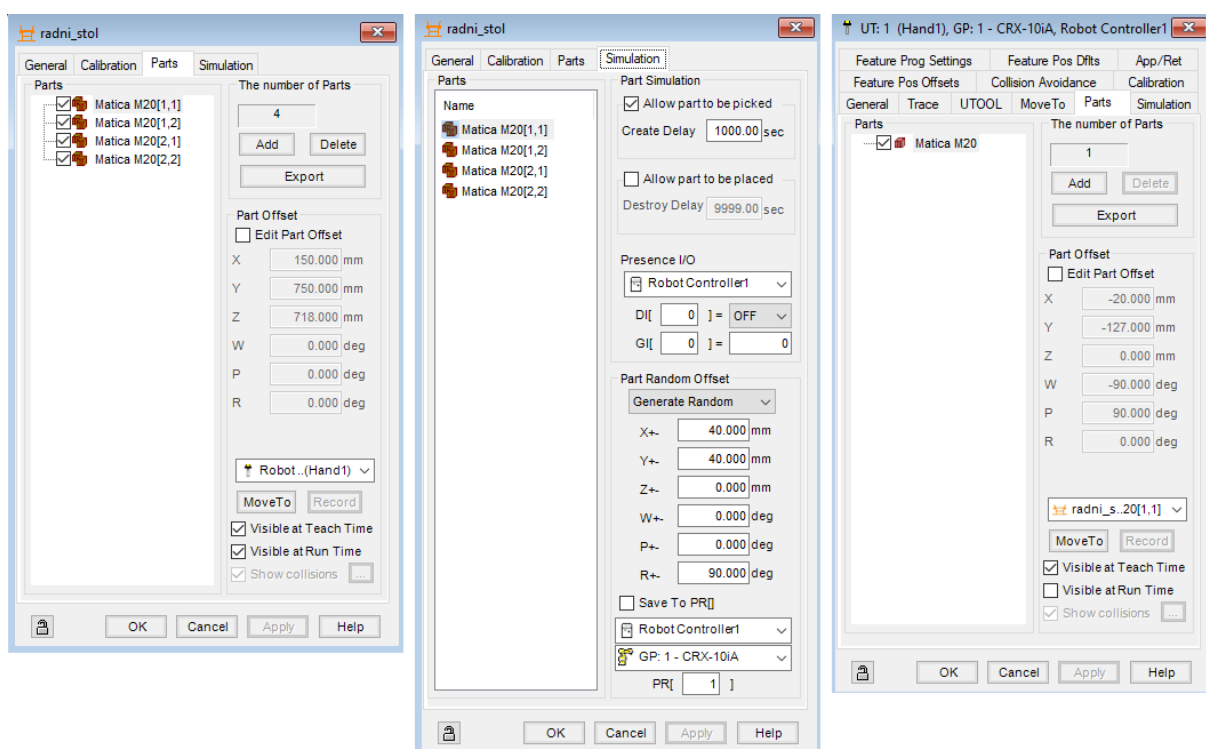 radni_stol
General Calibration Parts Simulation
Parts
Matica M20[1,1]
Matica M20[1,2]
Matica M20[2,1]
Matica M20[2,2]
The number of Parts
4
Add Delete
Export
Part Offset
Edit Part Offset
X 150.000 mm
Y 750.000 mm
Z 718.000 mm
W 0.000 deg
P 0.000 deg
R 0.000 deg
Robot..(Hand1)
MoveTo Record
Visible at Teach Time
Visible at Run Time
Show collisions ...
OK Cancel Apply Help
radni_stol
General Calibration Parts Simulation
Parts
Name
Matica M20[1,1]
Matica M20[1,2]
Matica M20[2,1]
Matica M20[2,2]
Part Simulation
Allow part to be picked
Create Delay 1000.00 sec
Allow part to be placed
Destroy Delay 9999.00 sec
Presence I/O
Robot Controller1
DI[ 0 ] = OFF
GI[ 0 ] = 0
Part Random Offset
Generate Random
X+- 40.000 mm
Y+- 40.000 mm
Z+- 0.000 mm
W+- 0.000 deg
P+- 0.000 deg
R+- 90.000 deg
Save To PR[]
Robot Controller1
GP: 1 - CRX-10iA
PR[ 1 ]
OK Cancel Apply Help
UT: 1 (Hand1), GP: 1 - CRX-10iA, Robot Controller1
Feature Prog Settings Feature Pos Dflts App/Ret
Feature Pos Offsets Collision Avoidance Calibration
General Trace UTOOL MoveTo Parts Simulation
Parts
Matica M20
The number of Parts
1
Add Delete
Export
Part Offset
Edit Part Offset
X -20.000 mm
Y -127.000 mm
Z 0.000 mm
W -90.000 deg
P 90.000 deg
R 0.000 deg
radni_s..20[1,1]
MoveTo Record
Visible at Teach Time
Visible at Run Time
Show collisions ...
OK Cancel Apply Help